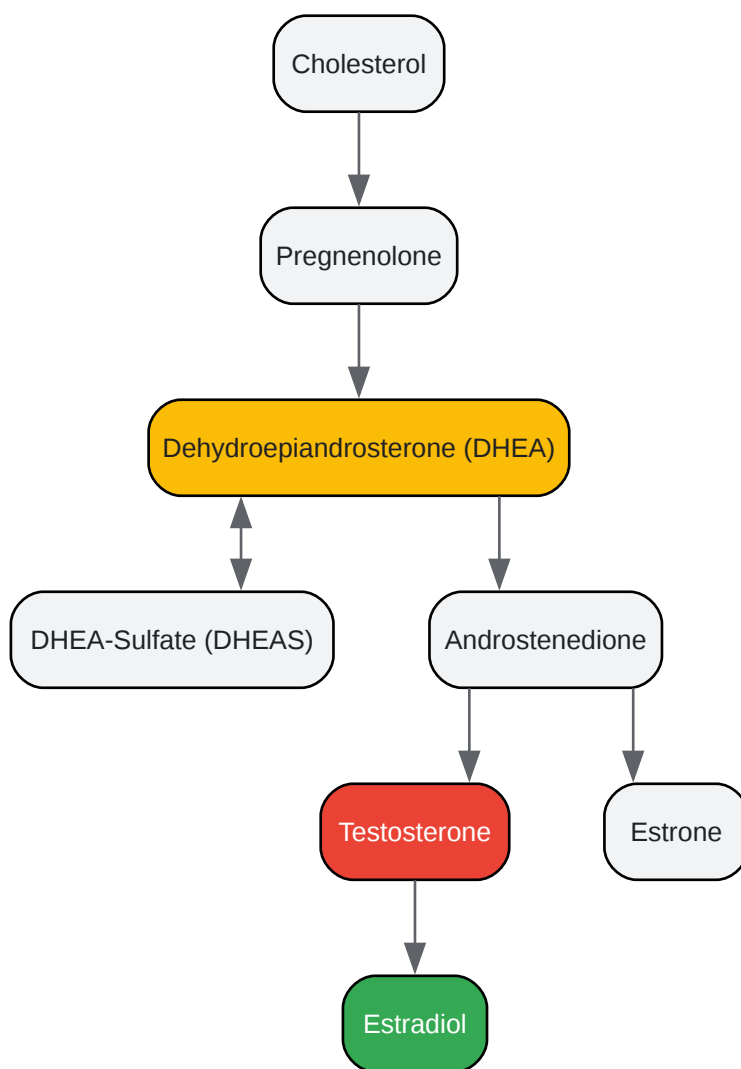 Cholesterol
Pregnenolone
Dehydroepiandrosterone (DHEA)
DHEA-Sulfate (DHEAS)
Androstenedione
Testosterone
Estrone
Estradiol